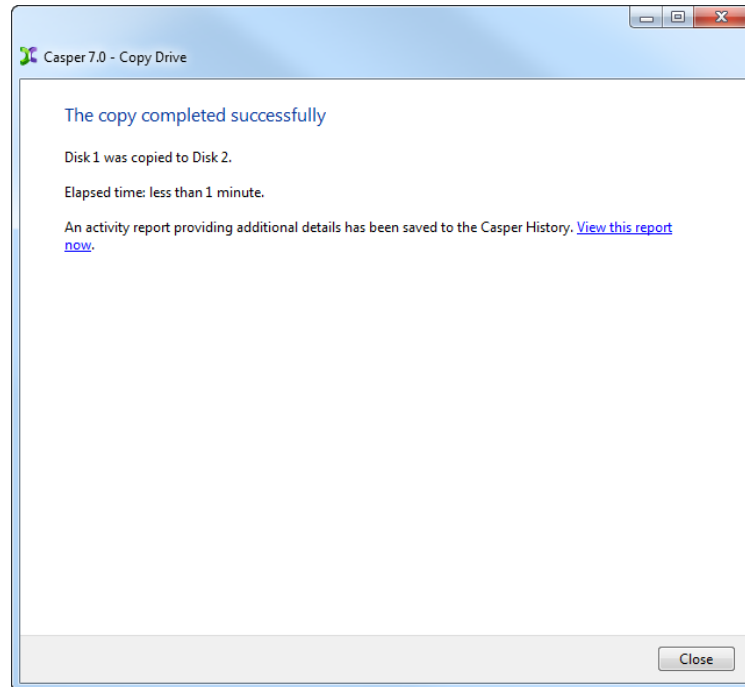 Casper 7.0 - Copy Drive
The copy completed successfully
Disk 1 was copied to Disk 2.
Elapsed time: less than 1 minute.
An activity report providing additional details has been saved to the Casper History. View this report
now.
Close